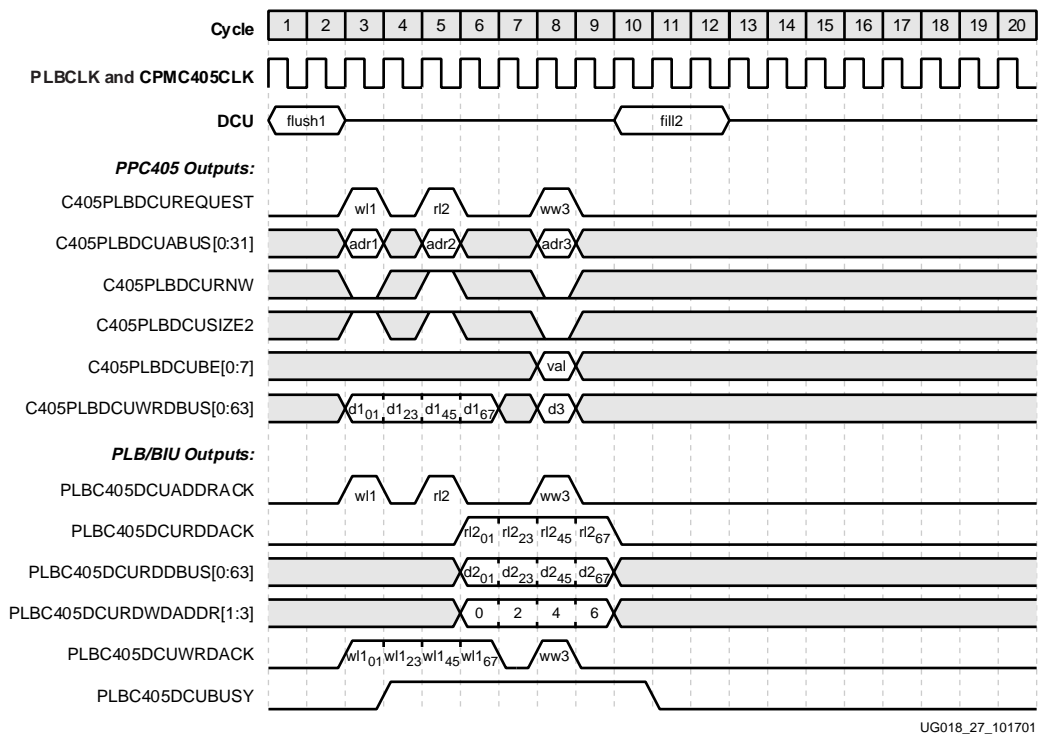 Cycle 1 2 3 4 5 6 7 8 9 10 11 12 13 14 15 16 17 18 19 20
PLBCLK and CPMC405CLK
DCU flush1 fill2
PPC405 Outputs:
C405PLBDCUREQUEST wl1 rl2 ww3
C405PLBDCUABUS[0:31] adr1 adr2 adr3
C405PLBDCURNW
C405PLBDCUSIZE2
C405PLBDCUBE[0:7] val
C405PLBDCUWRDBUS[0:63] d101 d123 d145 d167 d3
PLB/BIU Outputs:
PLBC405DCUADDRACK wl1 rl2 ww3
PLBC405DCURDDACK rl201 rl223 rl245 rl267
PLBC405DCURDDBUS[0:63] d201 d223 d245 d267
PLBC405DCURDWDADDR[1:3] 0 2 4 6
PLBC405DCUWRDACK wl101 wl123 wl145 wl167 ww3
PLBC405DCUBUSY
UG018_27_101701